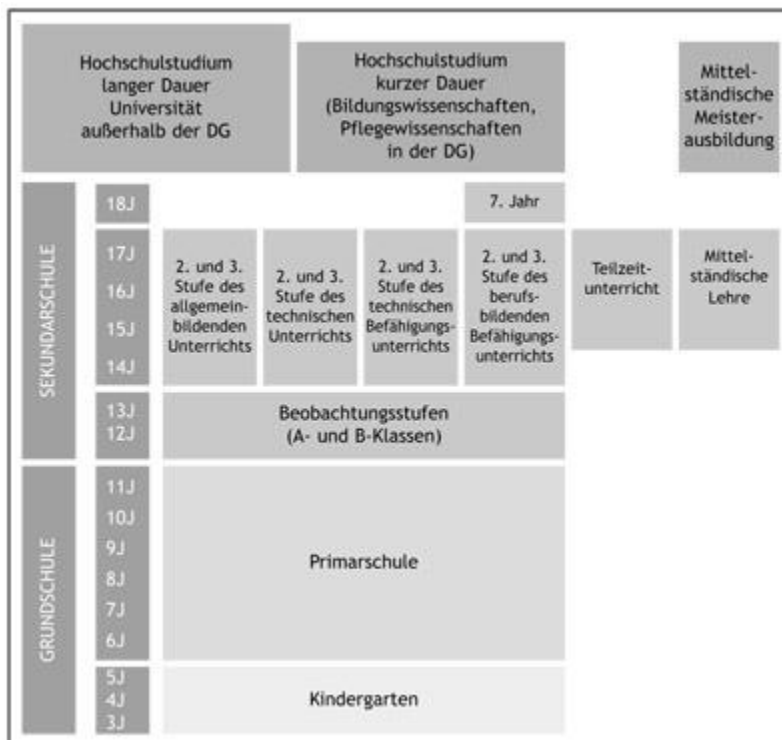 Hochschulstudium
langer Dauer
Universität
außerhalb der DG
Hochschulstudium
kurzer Dauer
(Bildungswissenschaften,
Pflegewissenschaften
in der DG)
Mittel-
ständische
Meister-
ausbildung
SEKUNDARSCHULE
18J
7. Jahr
17J
16J
15J
14J
2. und 3.
Stufe des
allgemein-
bildenden
Unterrichts
2. und 3.
Stufe des
technischen
Unterrichts
2. und 3.
Stufe des
technischen
Befähigungs-
unterrichts
2. und 3.
Stufe des
berufs-
bildenden
Befähigungs-
unterrichts
Teilzeit-
unterricht
Mittel-
ständische
Lehre
13J
12J
Beobachtungsstufen
(A- und B-Klassen)
GRUNDSCHULE
11J
10J
9J
8J
7J
6J
Primarschule
5J
4J
3J
Kindergarten